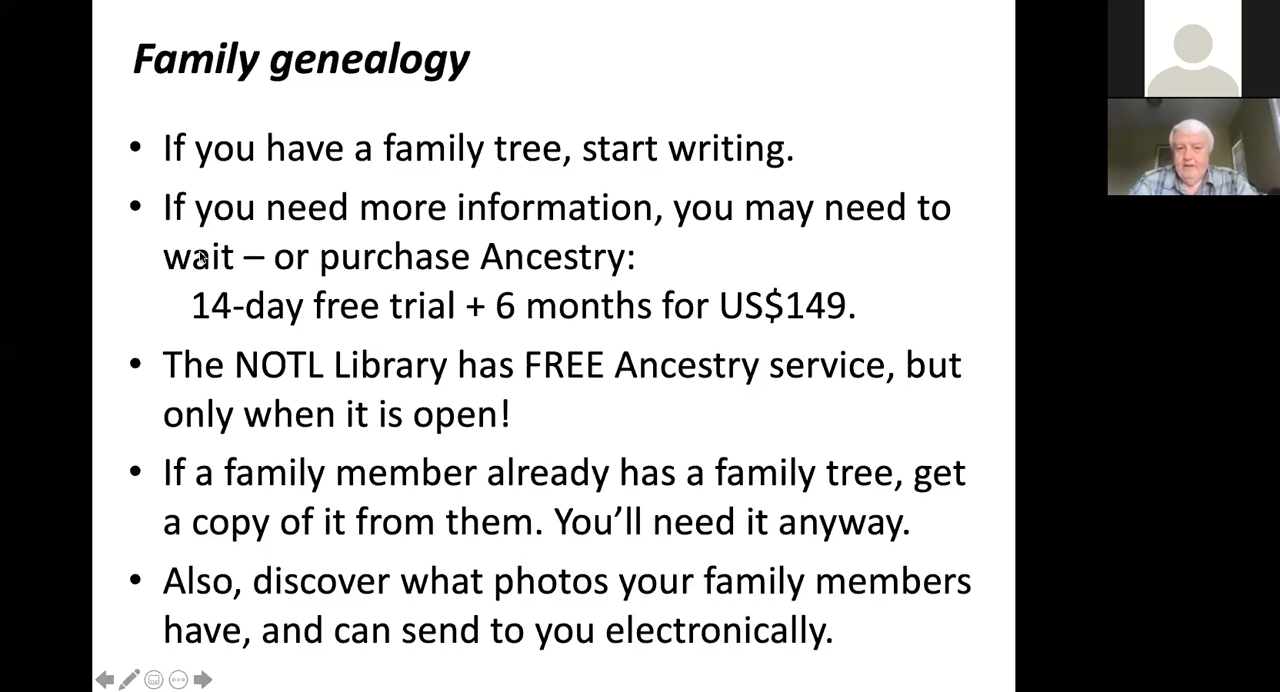 Family genealogy
• If you have a family tree, start writing.
• If you need more information, you may need to
wait – or purchase Ancestry:
14-day free trial + 6 months for US$149.
• The NOTL Library has FREE Ancestry service, but
only when it is open!
• If a family member already has a family tree, get
a copy of it from them. You’ll need it anyway.
• Also, discover what photos your family members
have, and can send to you electronically.